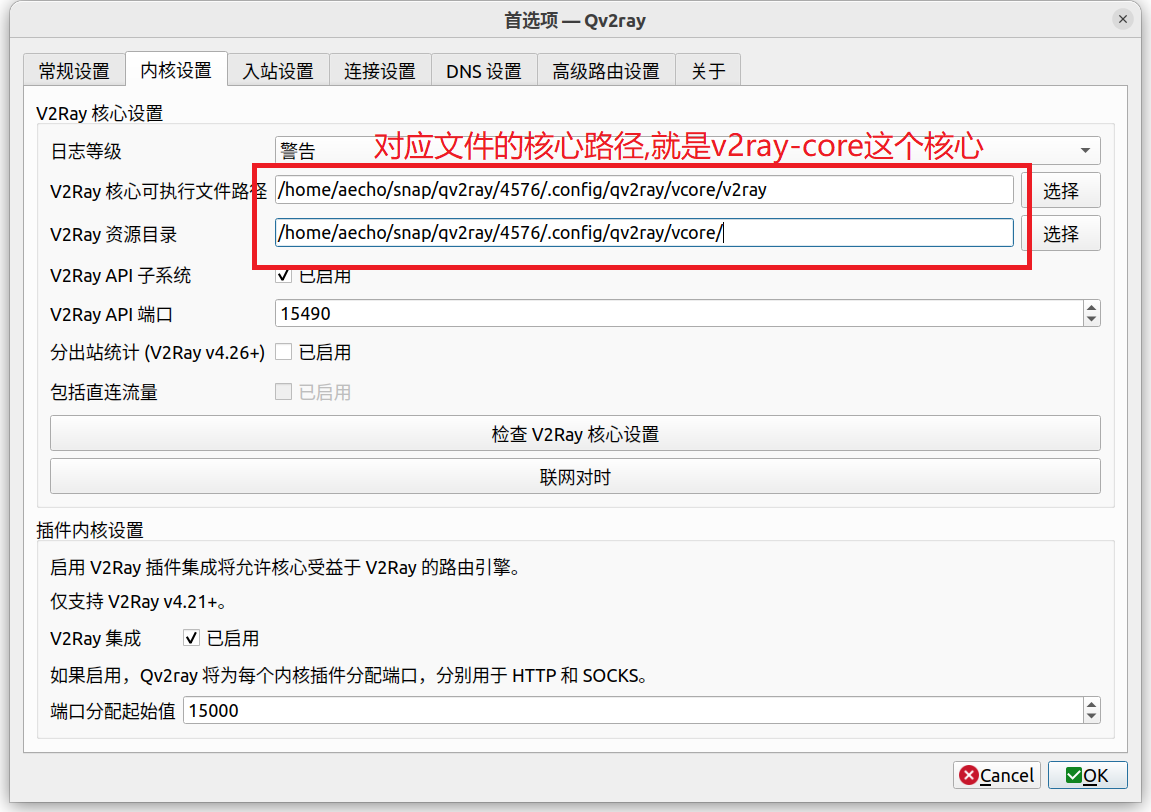 首选项 — Qv2ray
常规设置 内核设置 入站设置 连接设置 DNS 设置 高级路由设置 关于
V2Ray 核心设置
对应文件的核心路径,就是v2ray-core这个核心
日志等级 警告
V2Ray 核心可执行文件路径 /home/aecho/snap/qv2ray/4576/.config/qv2ray/vcore/v2ray 选择
V2Ray 资源目录 /home/aecho/snap/qv2ray/4576/.config/qv2ray/vcore/ 选择
V2Ray API 子系统 已启用
V2Ray API 端口 15490
分出站统计 (V2Ray v4.26+) 已启用
包括直连流量 已启用
检查 V2Ray 核心设置
联网对时
插件内核设置
启用 V2Ray 插件集成将允许核心受益于 V2Ray 的路由引擎。
仅支持 V2Ray v4.21+。
V2Ray 集成 已启用
如果启用，Qv2ray 将为每个内核插件分配端口，分别用于 HTTP 和 SOCKS。
端口分配起始值 15000
Cancel OK